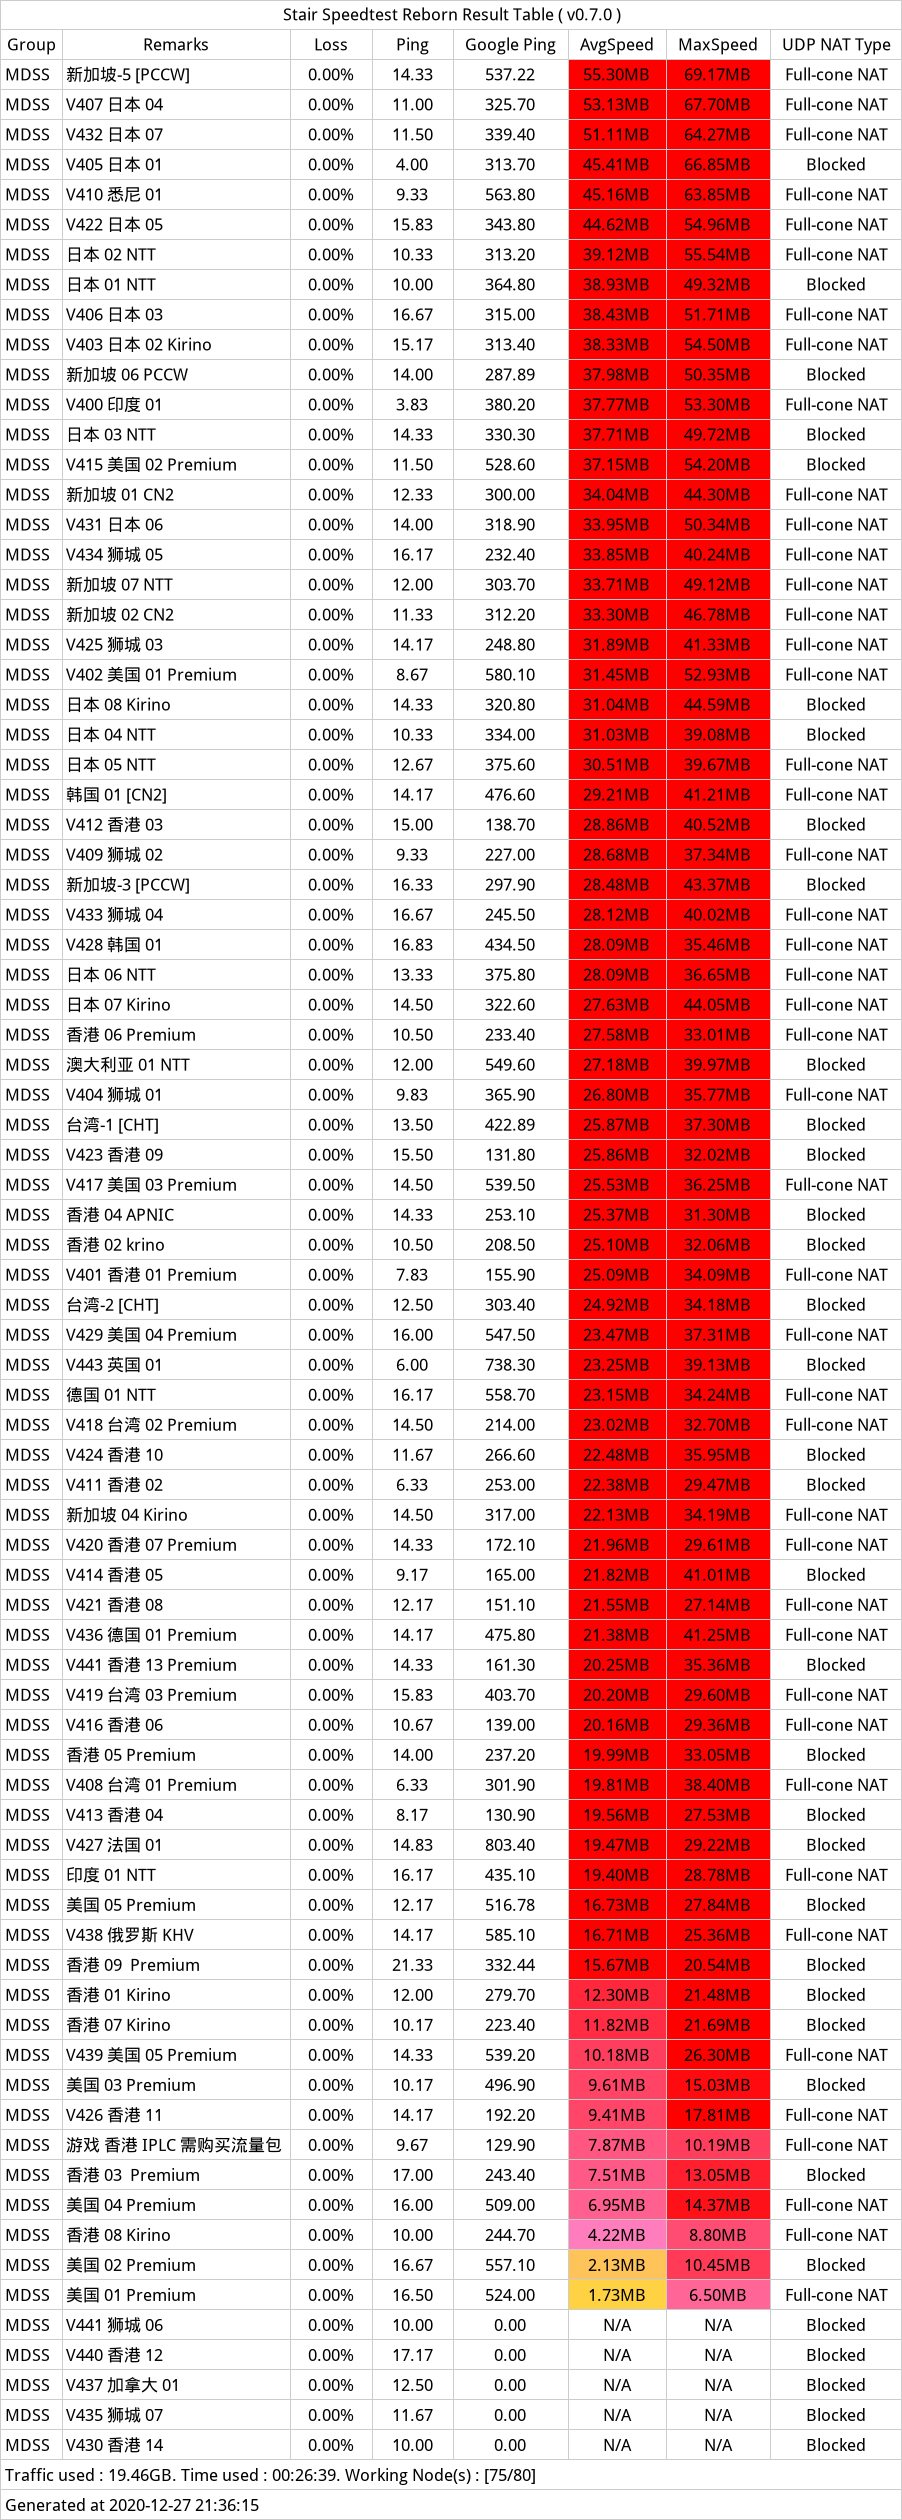 Stair Speedtest Reborn Result Table ( v0.7.0 )
Group Remarks Loss Ping Google Ping AvgSpeed MaxSpeed UDP NAT Type
MDSS 新加坡-5 [PCCW] 0.00% 14.33 537.22 55.30MB 69.17MB Full-cone NAT
MDSS V407 日本 04 0.00% 11.00 325.70 53.13MB 67.70MB Full-cone NAT
MDSS V432 日本 07 0.00% 11.50 339.40 51.11MB 64.27MB Full-cone NAT
MDSS V405 日本 01 0.00% 4.00 313.70 45.41MB 66.85MB Blocked
MDSS V410 悉尼 01 0.00% 9.33 563.80 45.16MB 63.85MB Full-cone NAT
MDSS V422 日本 05 0.00% 15.83 343.80 44.62MB 54.96MB Full-cone NAT
MDSS 日本 02 NTT 0.00% 10.33 313.20 39.12MB 55.54MB Full-cone NAT
MDSS 日本 01 NTT 0.00% 10.00 364.80 38.93MB 49.32MB Blocked
MDSS V406 日本 03 0.00% 16.67 315.00 38.43MB 51.71MB Full-cone NAT
MDSS V403 日本 02 Kirino 0.00% 15.17 313.40 38.33MB 54.50MB Full-cone NAT
MDSS 新加坡 06 PCCW 0.00% 14.00 287.89 37.98MB 50.35MB Blocked
MDSS V400 印度 01 0.00% 3.83 380.20 37.77MB 53.30MB Full-cone NAT
MDSS 日本 03 NTT 0.00% 14.33 330.30 37.71MB 49.72MB Blocked
MDSS V415 美国 02 Premium 0.00% 11.50 528.60 37.15MB 54.20MB Blocked
MDSS 新加坡 01 CN2 0.00% 12.33 300.00 34.04MB 44.30MB Full-cone NAT
MDSS V431 日本 06 0.00% 14.00 318.90 33.95MB 50.34MB Full-cone NAT
MDSS V434 狮城 05 0.00% 16.17 232.40 33.85MB 40.24MB Full-cone NAT
MDSS 新加坡 07 NTT 0.00% 12.00 303.70 33.71MB 49.12MB Full-cone NAT
MDSS 新加坡 02 CN2 0.00% 11.33 312.20 33.30MB 46.78MB Full-cone NAT
MDSS V425 狮城 03 0.00% 14.17 248.80 31.89MB 41.33MB Full-cone NAT
MDSS V402 美国 01 Premium 0.00% 8.67 580.10 31.45MB 52.93MB Full-cone NAT
MDSS 日本 08 Kirino 0.00% 14.33 320.80 31.04MB 44.59MB Blocked
MDSS 日本 04 NTT 0.00% 10.33 334.00 31.03MB 39.08MB Blocked
MDSS 日本 05 NTT 0.00% 12.67 375.60 30.51MB 39.67MB Full-cone NAT
MDSS 韩国 01 [CN2] 0.00% 14.17 476.60 29.21MB 41.21MB Full-cone NAT
MDSS V412 香港 03 0.00% 15.00 138.70 28.86MB 40.52MB Blocked
MDSS V409 狮城 02 0.00% 9.33 227.00 28.68MB 37.34MB Full-cone NAT
MDSS 新加坡-3 [PCCW] 0.00% 16.33 297.90 28.48MB 43.37MB Blocked
MDSS V433 狮城 04 0.00% 16.67 245.50 28.12MB 40.02MB Full-cone NAT
MDSS V428 韩国 01 0.00% 16.83 434.50 28.09MB 35.46MB Full-cone NAT
MDSS 日本 06 NTT 0.00% 13.33 375.80 28.09MB 36.65MB Full-cone NAT
MDSS 日本 07 Kirino 0.00% 14.50 322.60 27.63MB 44.05MB Full-cone NAT
MDSS 香港 06 Premium 0.00% 10.50 233.40 27.58MB 33.01MB Full-cone NAT
MDSS 澳大利亚 01 NTT 0.00% 12.00 549.60 27.18MB 39.97MB Blocked
MDSS V404 狮城 01 0.00% 9.83 365.90 26.80MB 35.77MB Full-cone NAT
MDSS 台湾-1 [CHT] 0.00% 13.50 422.89 25.87MB 37.30MB Blocked
MDSS V423 香港 09 0.00% 15.50 131.80 25.86MB 32.02MB Blocked
MDSS V417 美国 03 Premium 0.00% 14.50 539.50 25.53MB 36.25MB Full-cone NAT
MDSS 香港 04 APNIC 0.00% 14.33 253.10 25.37MB 31.30MB Blocked
MDSS 香港 02 krino 0.00% 10.50 208.50 25.10MB 32.06MB Blocked
MDSS V401 香港 01 Premium 0.00% 7.83 155.90 25.09MB 34.09MB Full-cone NAT
MDSS 台湾-2 [CHT] 0.00% 12.50 303.40 24.92MB 34.18MB Blocked
MDSS V429 美国 04 Premium 0.00% 16.00 547.50 23.47MB 37.31MB Full-cone NAT
MDSS V443 英国 01 0.00% 6.00 738.30 23.25MB 39.13MB Blocked
MDSS 德国 01 NTT 0.00% 16.17 558.70 23.15MB 34.24MB Full-cone NAT
MDSS V418 台湾 02 Premium 0.00% 14.50 214.00 23.02MB 32.70MB Full-cone NAT
MDSS V424 香港 10 0.00% 11.67 266.60 22.48MB 35.95MB Blocked
MDSS V411 香港 02 0.00% 6.33 253.00 22.38MB 29.47MB Blocked
MDSS 新加坡 04 Kirino 0.00% 14.50 317.00 22.13MB 34.19MB Full-cone NAT
MDSS V420 香港 07 Premium 0.00% 14.33 172.10 21.96MB 29.61MB Full-cone NAT
MDSS V414 香港 05 0.00% 9.17 165.00 21.82MB 41.01MB Blocked
MDSS V421 香港 08 0.00% 12.17 151.10 21.55MB 27.14MB Full-cone NAT
MDSS V436 德国 01 Premium 0.00% 14.17 475.80 21.38MB 41.25MB Full-cone NAT
MDSS V441 香港 13 Premium 0.00% 14.33 161.30 20.25MB 35.36MB Blocked
MDSS V419 台湾 03 Premium 0.00% 15.83 403.70 20.20MB 29.60MB Full-cone NAT
MDSS V416 香港 06 0.00% 10.67 139.00 20.16MB 29.36MB Full-cone NAT
MDSS 香港 05 Premium 0.00% 14.00 237.20 19.99MB 33.05MB Blocked
MDSS V408 台湾 01 Premium 0.00% 6.33 301.90 19.81MB 38.40MB Full-cone NAT
MDSS V413 香港 04 0.00% 8.17 130.90 19.56MB 27.53MB Blocked
MDSS V427 法国 01 0.00% 14.83 803.40 19.47MB 29.22MB Blocked
MDSS 印度 01 NTT 0.00% 16.17 435.10 19.40MB 28.78MB Full-cone NAT
MDSS 美国 05 Premium 0.00% 12.17 516.78 16.73MB 27.84MB Blocked
MDSS V438 俄罗斯 KHV 0.00% 14.17 585.10 16.71MB 25.36MB Full-cone NAT
MDSS 香港 09 Premium 0.00% 21.33 332.44 15.67MB 20.54MB Blocked
MDSS 香港 01 Kirino 0.00% 12.00 279.70 12.30MB 21.48MB Blocked
MDSS 香港 07 Kirino 0.00% 10.17 223.40 11.82MB 21.69MB Blocked
MDSS V439 美国 05 Premium 0.00% 14.33 539.20 10.18MB 26.30MB Full-cone NAT
MDSS 美国 03 Premium 0.00% 10.17 496.90 9.61MB 15.03MB Blocked
MDSS V426 香港 11 0.00% 14.17 192.20 9.41MB 17.81MB Full-cone NAT
MDSS 游戏 香港 IPLC 需购买流量包 0.00% 9.67 129.90 7.87MB 10.19MB Full-cone NAT
MDSS 香港 03 Premium 0.00% 17.00 243.40 7.51MB 13.05MB Blocked
MDSS 美国 04 Premium 0.00% 16.00 509.00 6.95MB 14.37MB Full-cone NAT
MDSS 香港 08 Kirino 0.00% 10.00 244.70 4.22MB 8.80MB Full-cone NAT
MDSS 美国 02 Premium 0.00% 16.67 557.10 2.13MB 10.45MB Blocked
MDSS 美国 01 Premium 0.00% 16.50 524.00 1.73MB 6.50MB Full-cone NAT
MDSS V441 狮城 06 0.00% 10.00 0.00 N/A N/A Blocked
MDSS V440 香港 12 0.00% 17.17 0.00 N/A N/A Blocked
MDSS V437 加拿大 01 0.00% 12.50 0.00 N/A N/A Blocked
MDSS V435 狮城 07 0.00% 11.67 0.00 N/A N/A Blocked
MDSS V430 香港 14 0.00% 10.00 0.00 N/A N/A Blocked
Traffic used : 19.46GB. Time used : 00:26:39. Working Node(s) : [75/80]
Generated at 2020-12-27 21:36:15